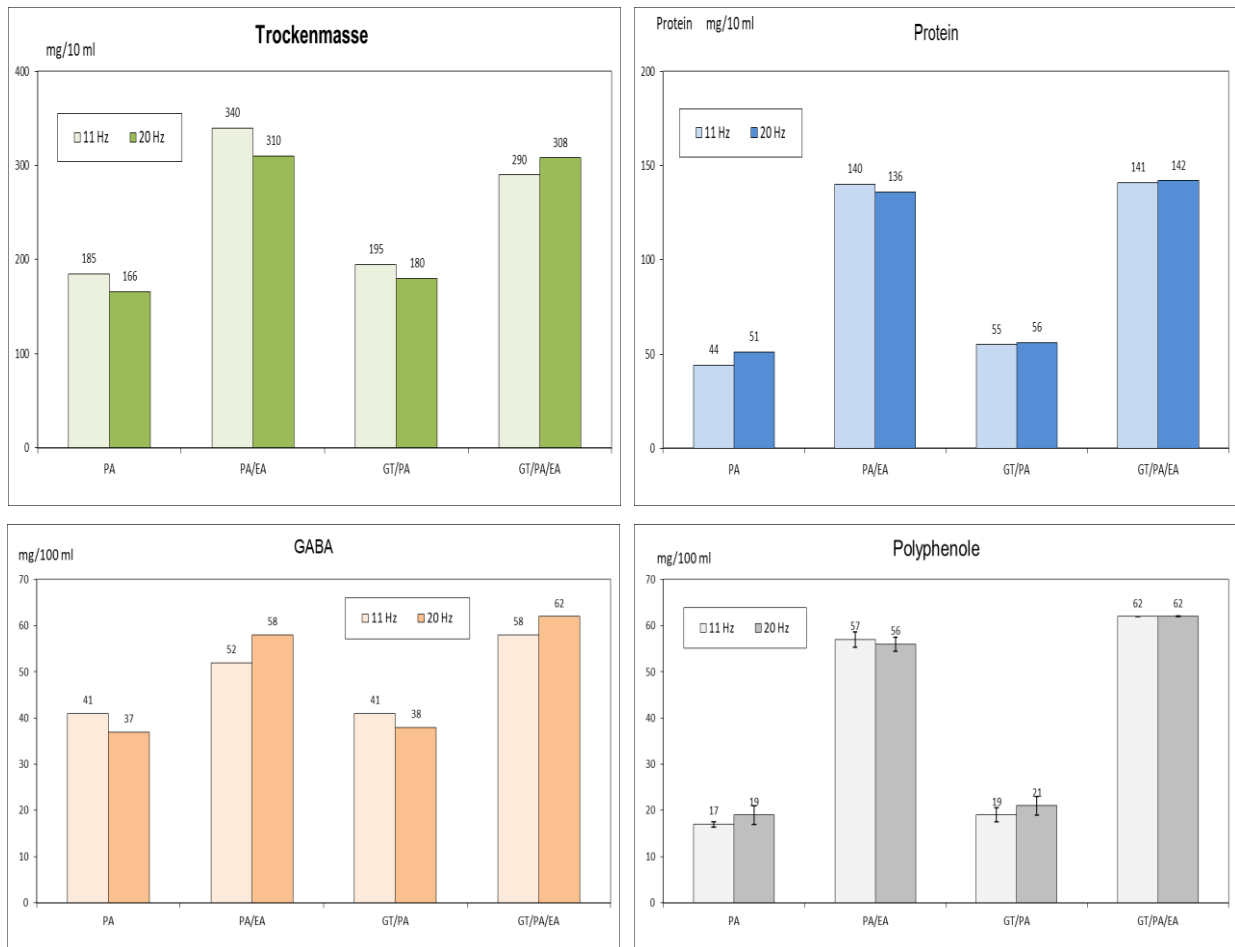 Trockenmasse
mg/10 ml
400
300
200
100
0
11 Hz 20 Hz
185 166 340 310 195 180 290 308
PA PA/EA GT/PA GT/PA/EA
Protein mg/10 ml
Protein
200
150
100
50
0
11 Hz 20 Hz
44 51 140 136 55 56 141 142
PA PA/EA GT/PA GT/PA/EA
GABA
mg/100 ml
70
60
50
40
30
20
10
0
11 Hz 20 Hz
41 37 52 58 41 38 58 62
PA PA/EA GT/PA GT/PA/EA
Polyphenole
mg/100 ml
70
60
50
40
30
20
10
0
11 Hz 20 Hz
17 19 57 56 19 21 62 62
PA PA/EA GT/PA GT/PA/EA